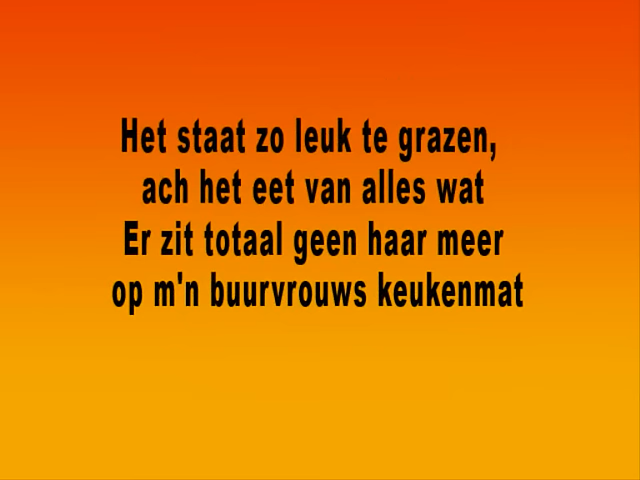 Het staat zo leuk te grazen,
ach het eet van alles wat
Er zit totaal geen haar meer
op m'n buurvrouws keukenmat